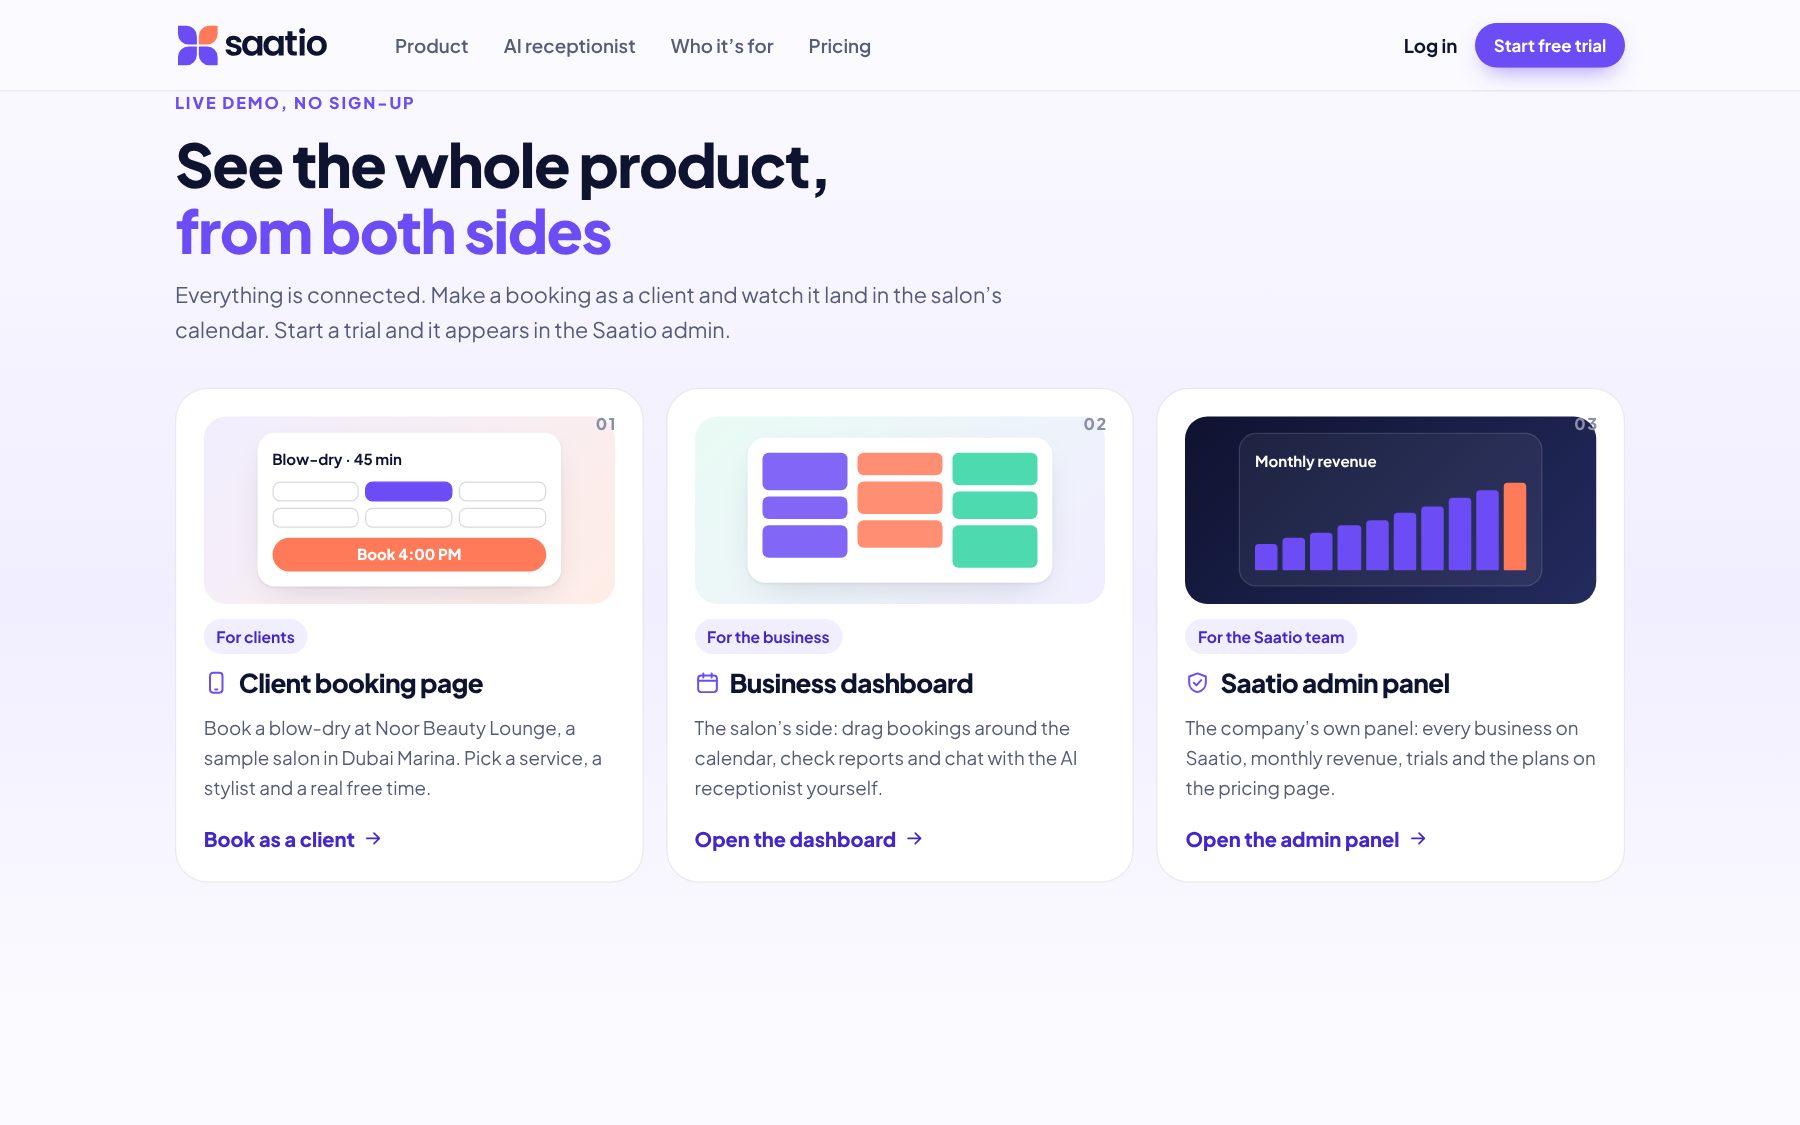 saatio
Product
AI receptionist
Who it’s for
Pricing
Log in
Start free trial
LIVE DEMO, NO SIGN-UP
See the whole product,
from both sides
Everything is connected. Make a booking as a client and watch it land in the salon’s
calendar. Start a trial and it appears in the Saatio admin.
01
Blow-dry · 45 min
Book 4:00 PM
For clients
Client booking page
Book a blow-dry at Noor Beauty Lounge, a
sample salon in Dubai Marina. Pick a service, a
stylist and a real free time.
Book as a client →
02
For the business
Business dashboard
The salon’s side: drag bookings around the
calendar, check reports and chat with the AI
receptionist yourself.
Open the dashboard →
03
Monthly revenue
For the Saatio team
Saatio admin panel
The company’s own panel: every business on
Saatio, monthly revenue, trials and the plans on
the pricing page.
Open the admin panel →